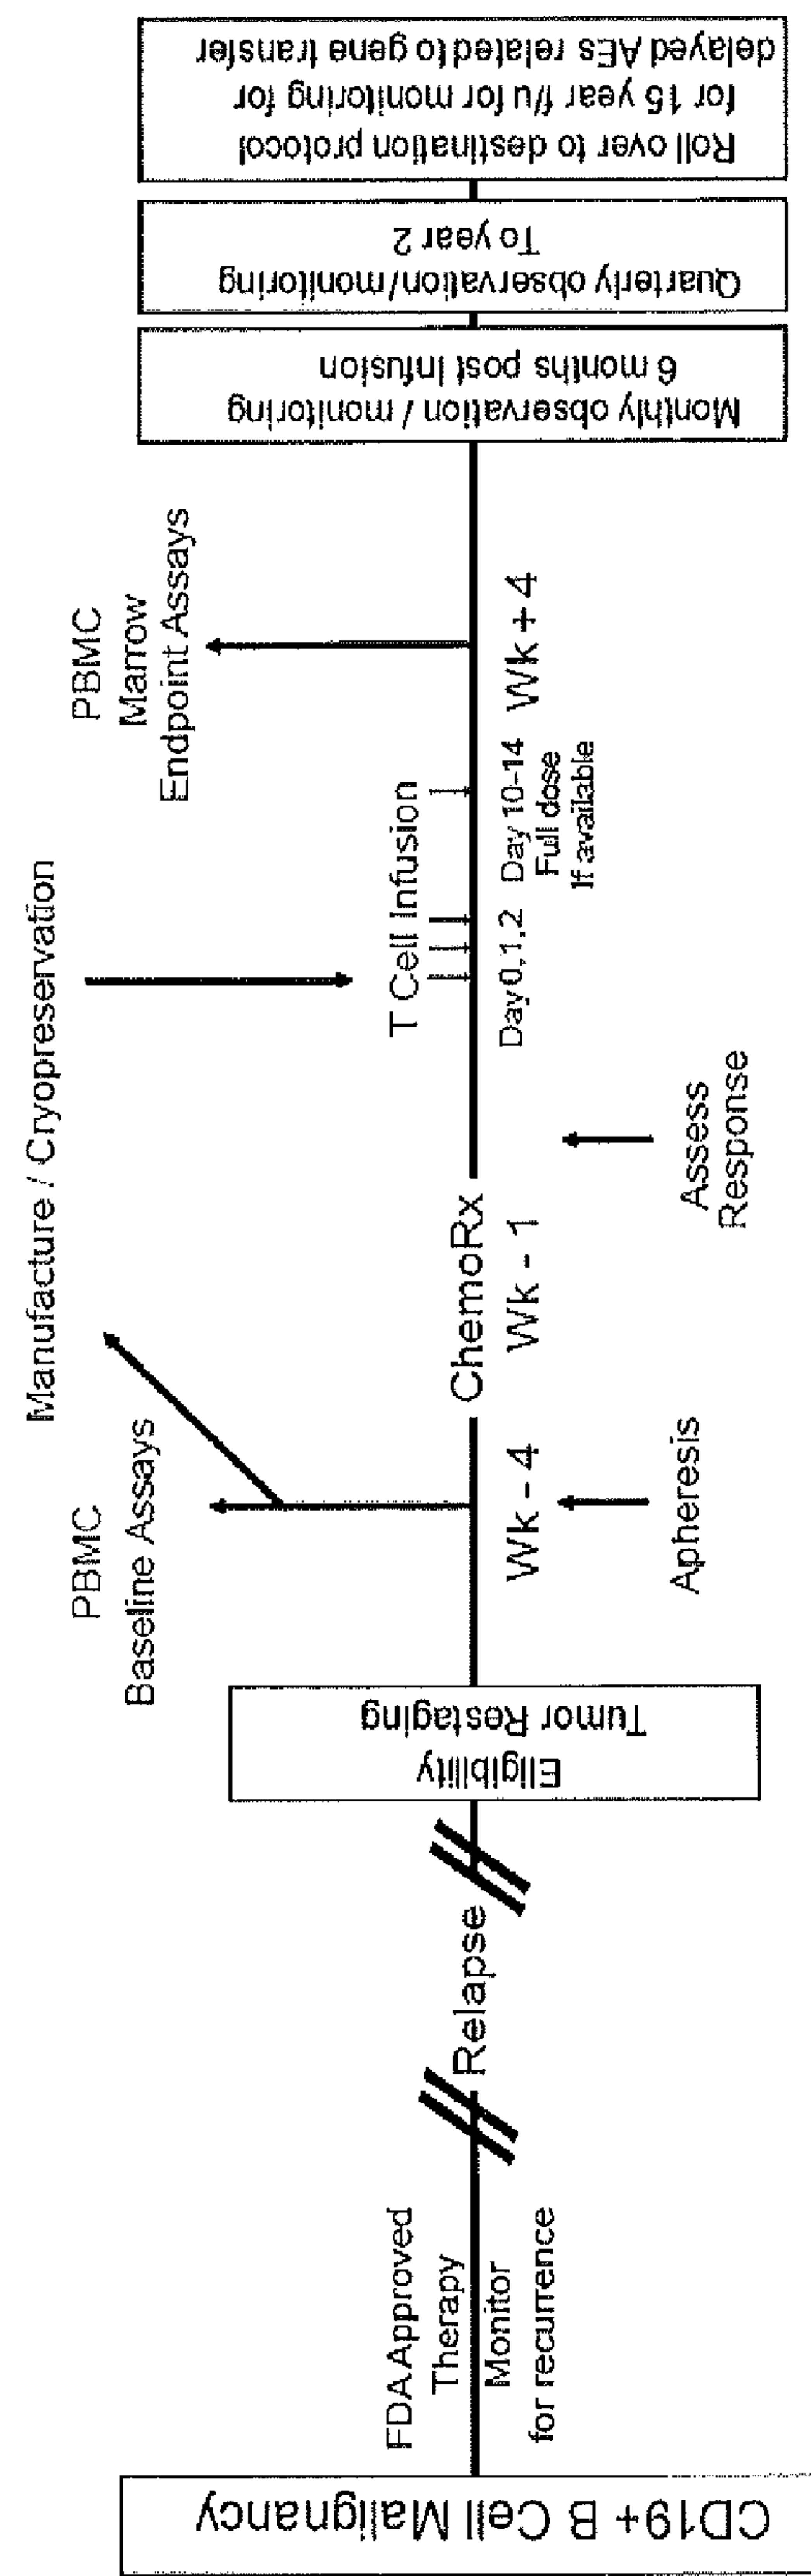 CD19+ B Cell Malignancy
FDA Approved
Therapy
Monitor
for recurrence
Relapse
Eligibility
Tumor Restaging
PBMC
Baseline Assays
Wk - 4
Apheresis
Manufacture / Cryopreservation
ChemoRx
Wk - 1
Assess
Response
T Cell Infusion
Day 0,1,2
Day 10-14
Full dose
If available
PBMC
Marrow
Endpoint Assays
Wk + 4
Monthly observation / monitoring
6 months post infusion
Quarterly observation/monitoring
To year 2
Roll over to destination protocol
for 15 year f/u for monitoring for
delayed AEs related to gene transfer